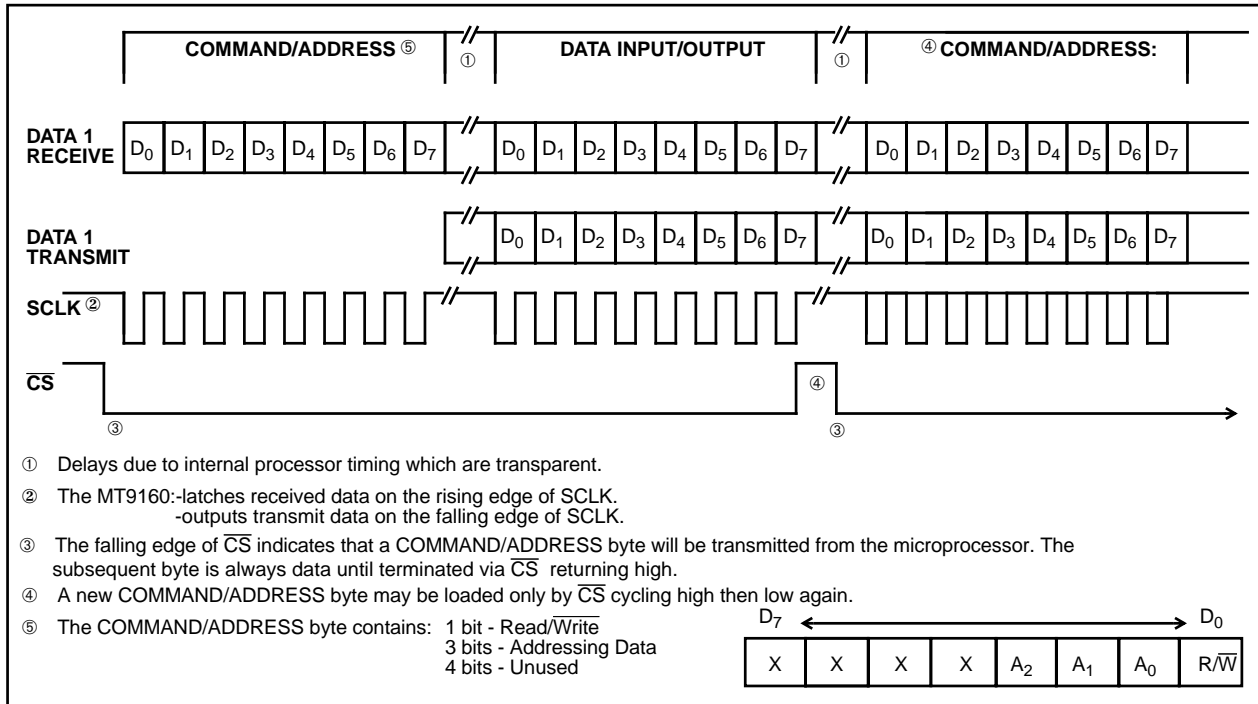 COMMAND/ADDRESS ⑤ DATA INPUT/OUTPUT ④ COMMAND/ADDRESS:
① ①
DATA 1
RECEIVE D0 D1 D2 D3 D4 D5 D6 D7 D0 D1 D2 D3 D4 D5 D6 D7 D0 D1 D2 D3 D4 D5 D6 D7
DATA 1
TRANSMIT D0 D1 D2 D3 D4 D5 D6 D7 D0 D1 D2 D3 D4 D5 D6 D7
SCLK ②
C̅S̅ ④
③ ③
① Delays due to internal processor timing which are transparent.
② The MT9160:-latches received data on the rising edge of SCLK.
-outputs transmit data on the falling edge of SCLK.
③ The falling edge of C̅S̅ indicates that a COMMAND/ADDRESS byte will be transmitted from the microprocessor. The
subsequent byte is always data until terminated via C̅S̅ returning high.
④ A new COMMAND/ADDRESS byte may be loaded only by C̅S̅ cycling high then low again.
⑤ The COMMAND/ADDRESS byte contains: 1 bit - Read/W̅r̅i̅t̅e̅
3 bits - Addressing Data
4 bits - Unused
D7 D0
X X X X A2 A1 A0 R/W̅